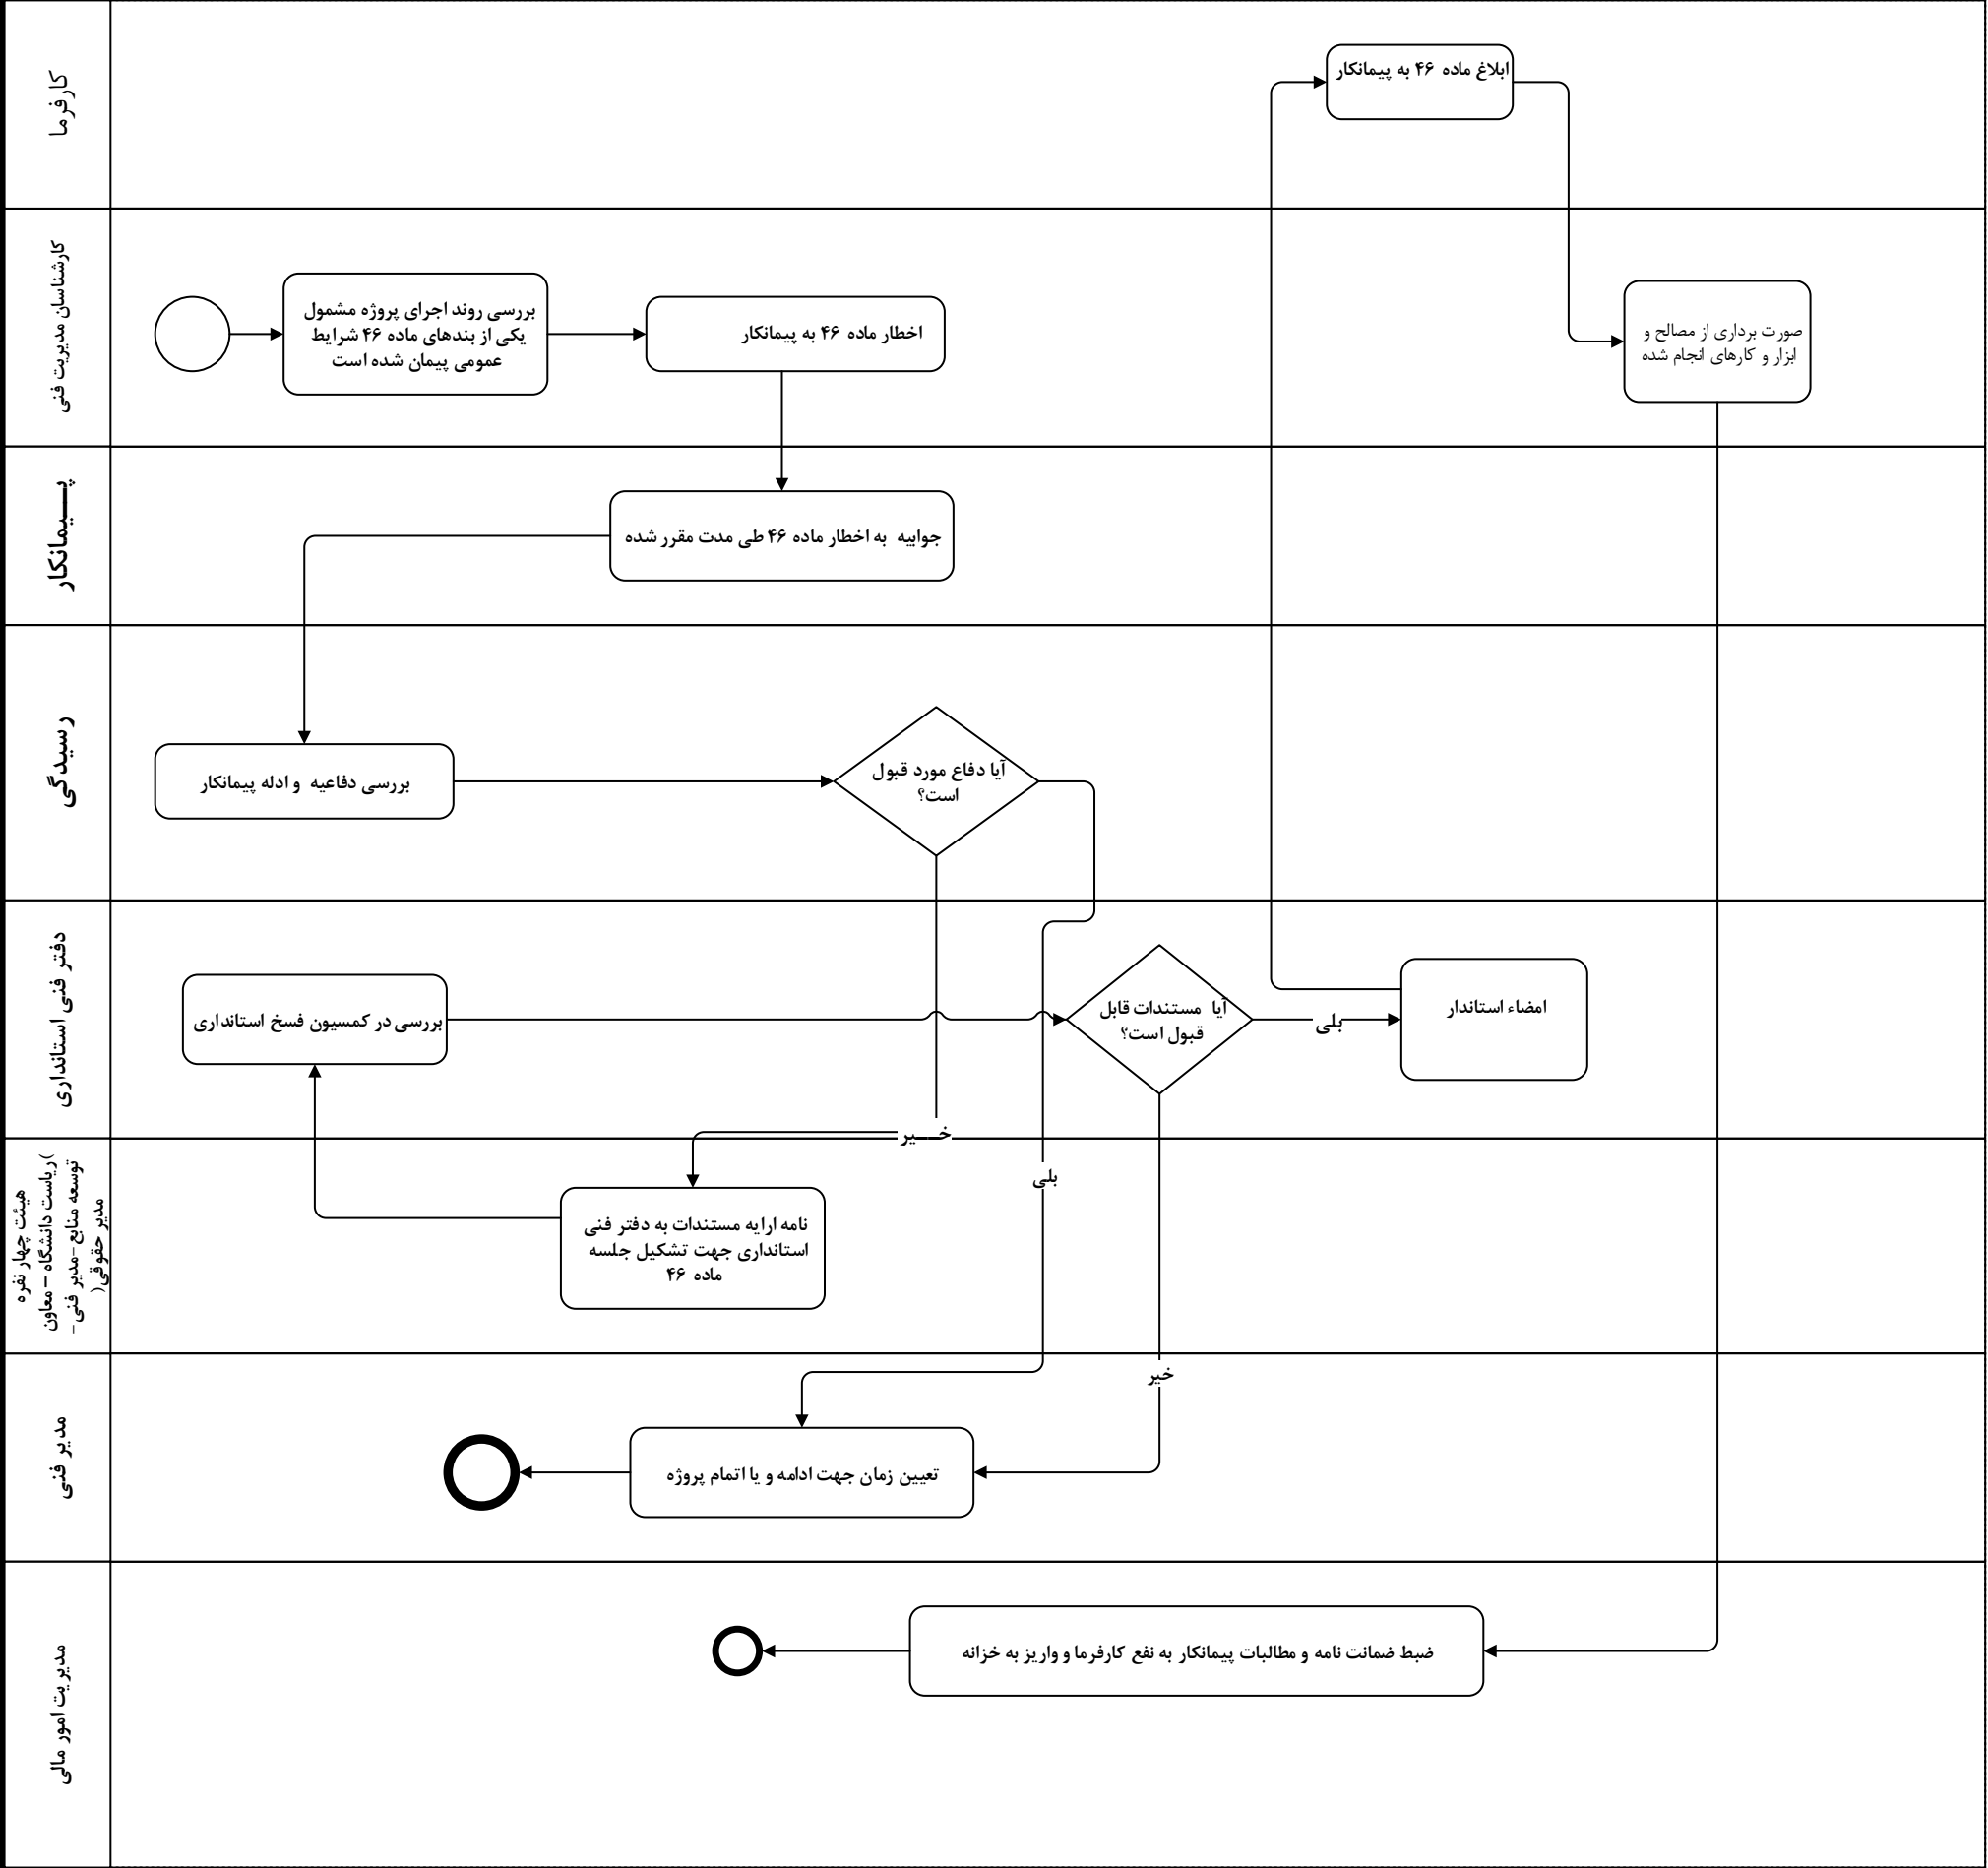 کارفرما
ابلاغ ماده ۴۶ به پیمانکار
کارشناسان مدیریت فنی
بررسی روند اجرای پروژه مشمول
یکی از بندهای ماده ۴۶ شرایط
عمومی پیمان شده است
اخطار ماده ۴۶ به پیمانکار
صورت برداری از مصالح و
ابزار و کارهای انجام شده
پــیمانکار
جوابیه به اخطار ماده ۴۶ طی مدت مقرر شده
رسیدگی
بررسی دفاعیه و ادله پیمانکار
آیا دفاع مورد قبول
است؟
دفتر فنی استانداری
بررسی در کمسیون فسخ استانداری
آیا مستندات قابل
قبول است؟
بلی
امضاء استاندار
خــیر
بلی
هیئت چهار نفره
)ریاست دانشگاه – معاون
توسعه منابع-مدیر فنی-
مدیر حقوقی(
نامه ارایه مستندات به دفتر فنی
استانداری جهت تشکیل جلسه
ماده ۴۶
خیر
مدیر فنی
تعیین زمان جهت ادامه و یا اتمام پروژه
مدیریت امور مالی
ضبط ضمانت نامه و مطالبات پیمانکار به نفع کارفرما و واریز به خزانه